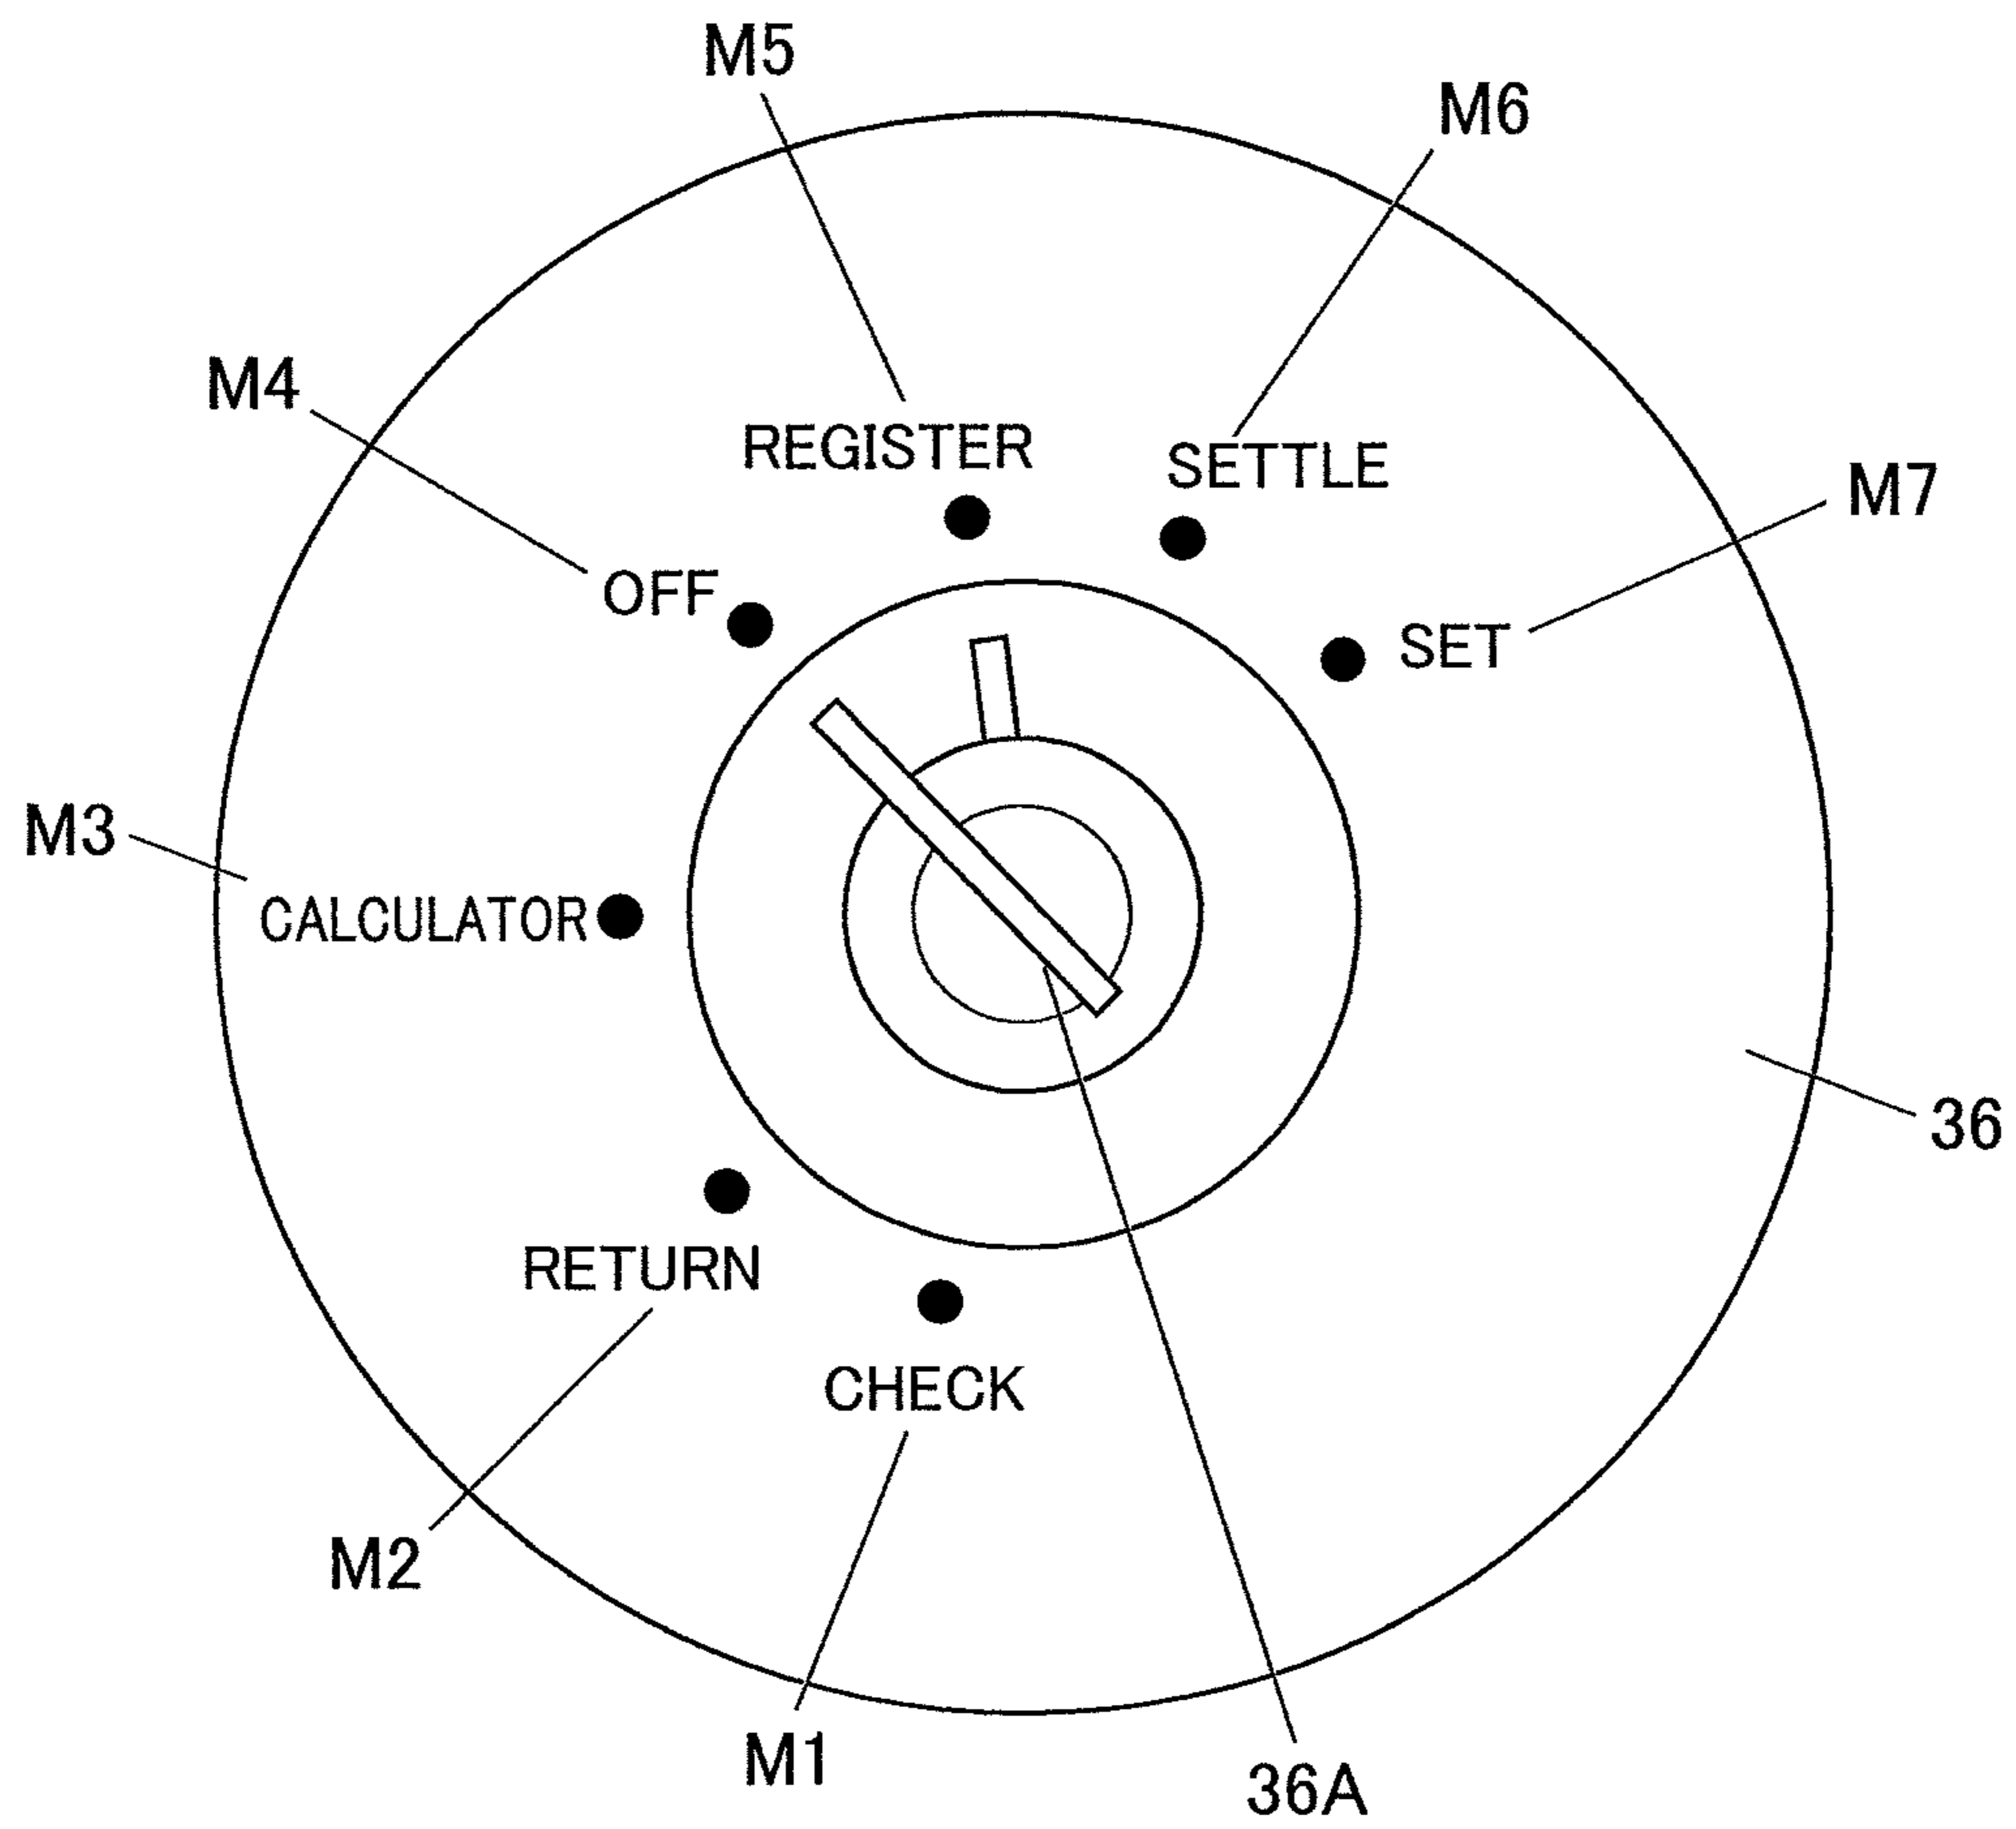 M5
M6
M4
REGISTER
SETTLE
M7
OFF
SET
M3
CALCULATOR
36
RETURN
CHECK
M2
M1
36A